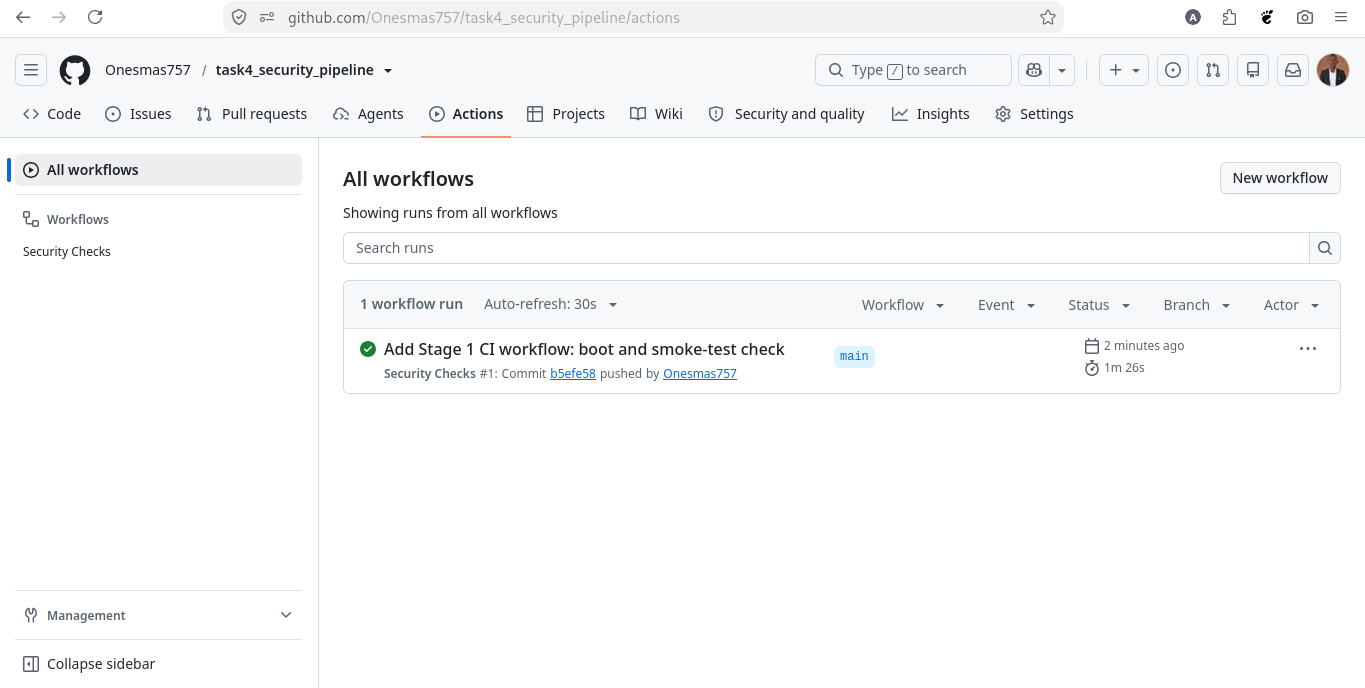 github.com/Onesmas757/task4_security_pipeline/actions
A
Onesmas757 / task4_security_pipeline
Type / to search
Code Issues Pull requests Agents Actions Projects Wiki Security and quality Insights Settings
All workflows
Workflows
Security Checks
Management
Collapse sidebar
All workflows
New workflow
Showing runs from all workflows
Search runs
1 workflow run Auto-refresh: 30s Workflow Event Status Branch Actor
Add Stage 1 CI workflow: boot and smoke-test check main 2 minutes ago
Security Checks #1: Commit b5efe58 pushed by Onesmas757 1m 26s